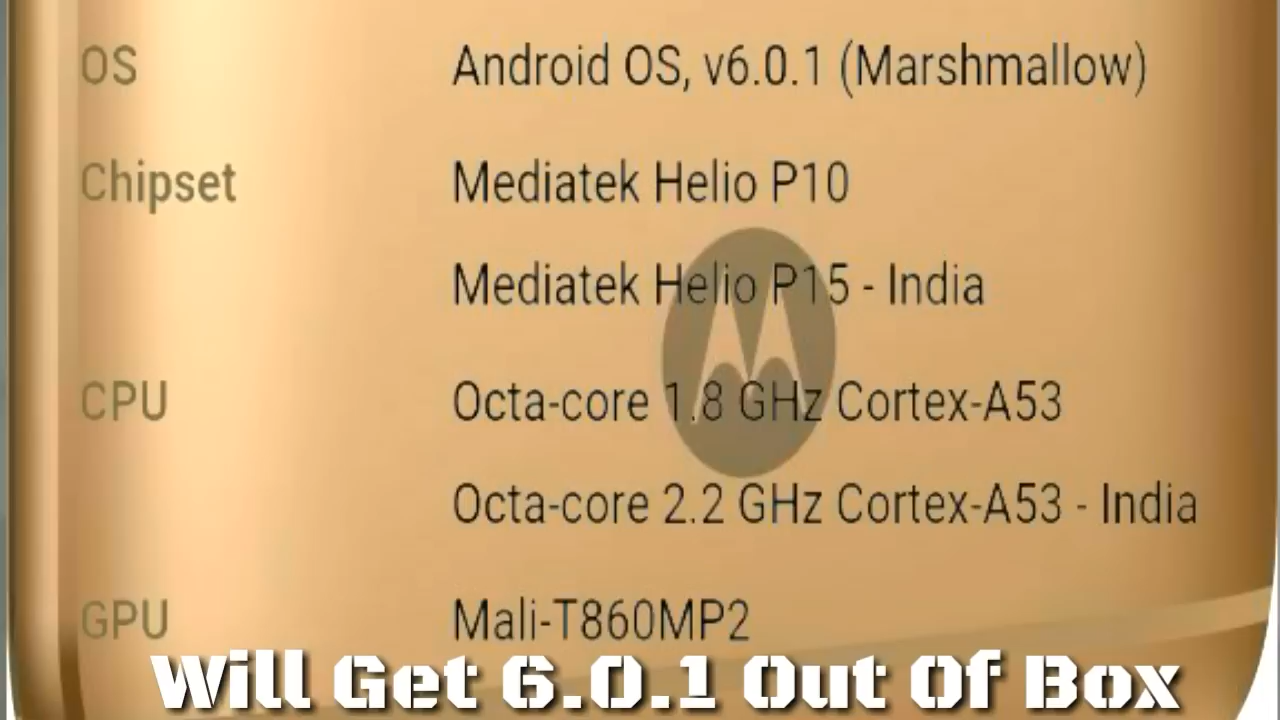 OS Android OS, v6.0.1 (Marshmallow)
Chipset Mediatek Helio P10
Mediatek Helio P15 - India
CPU Octa-core 1.8 GHz Cortex-A53
Octa-core 2.2 GHz Cortex-A53 - India
GPU Mali-T860MP2
Will Get 6.0.1 Out Of Box